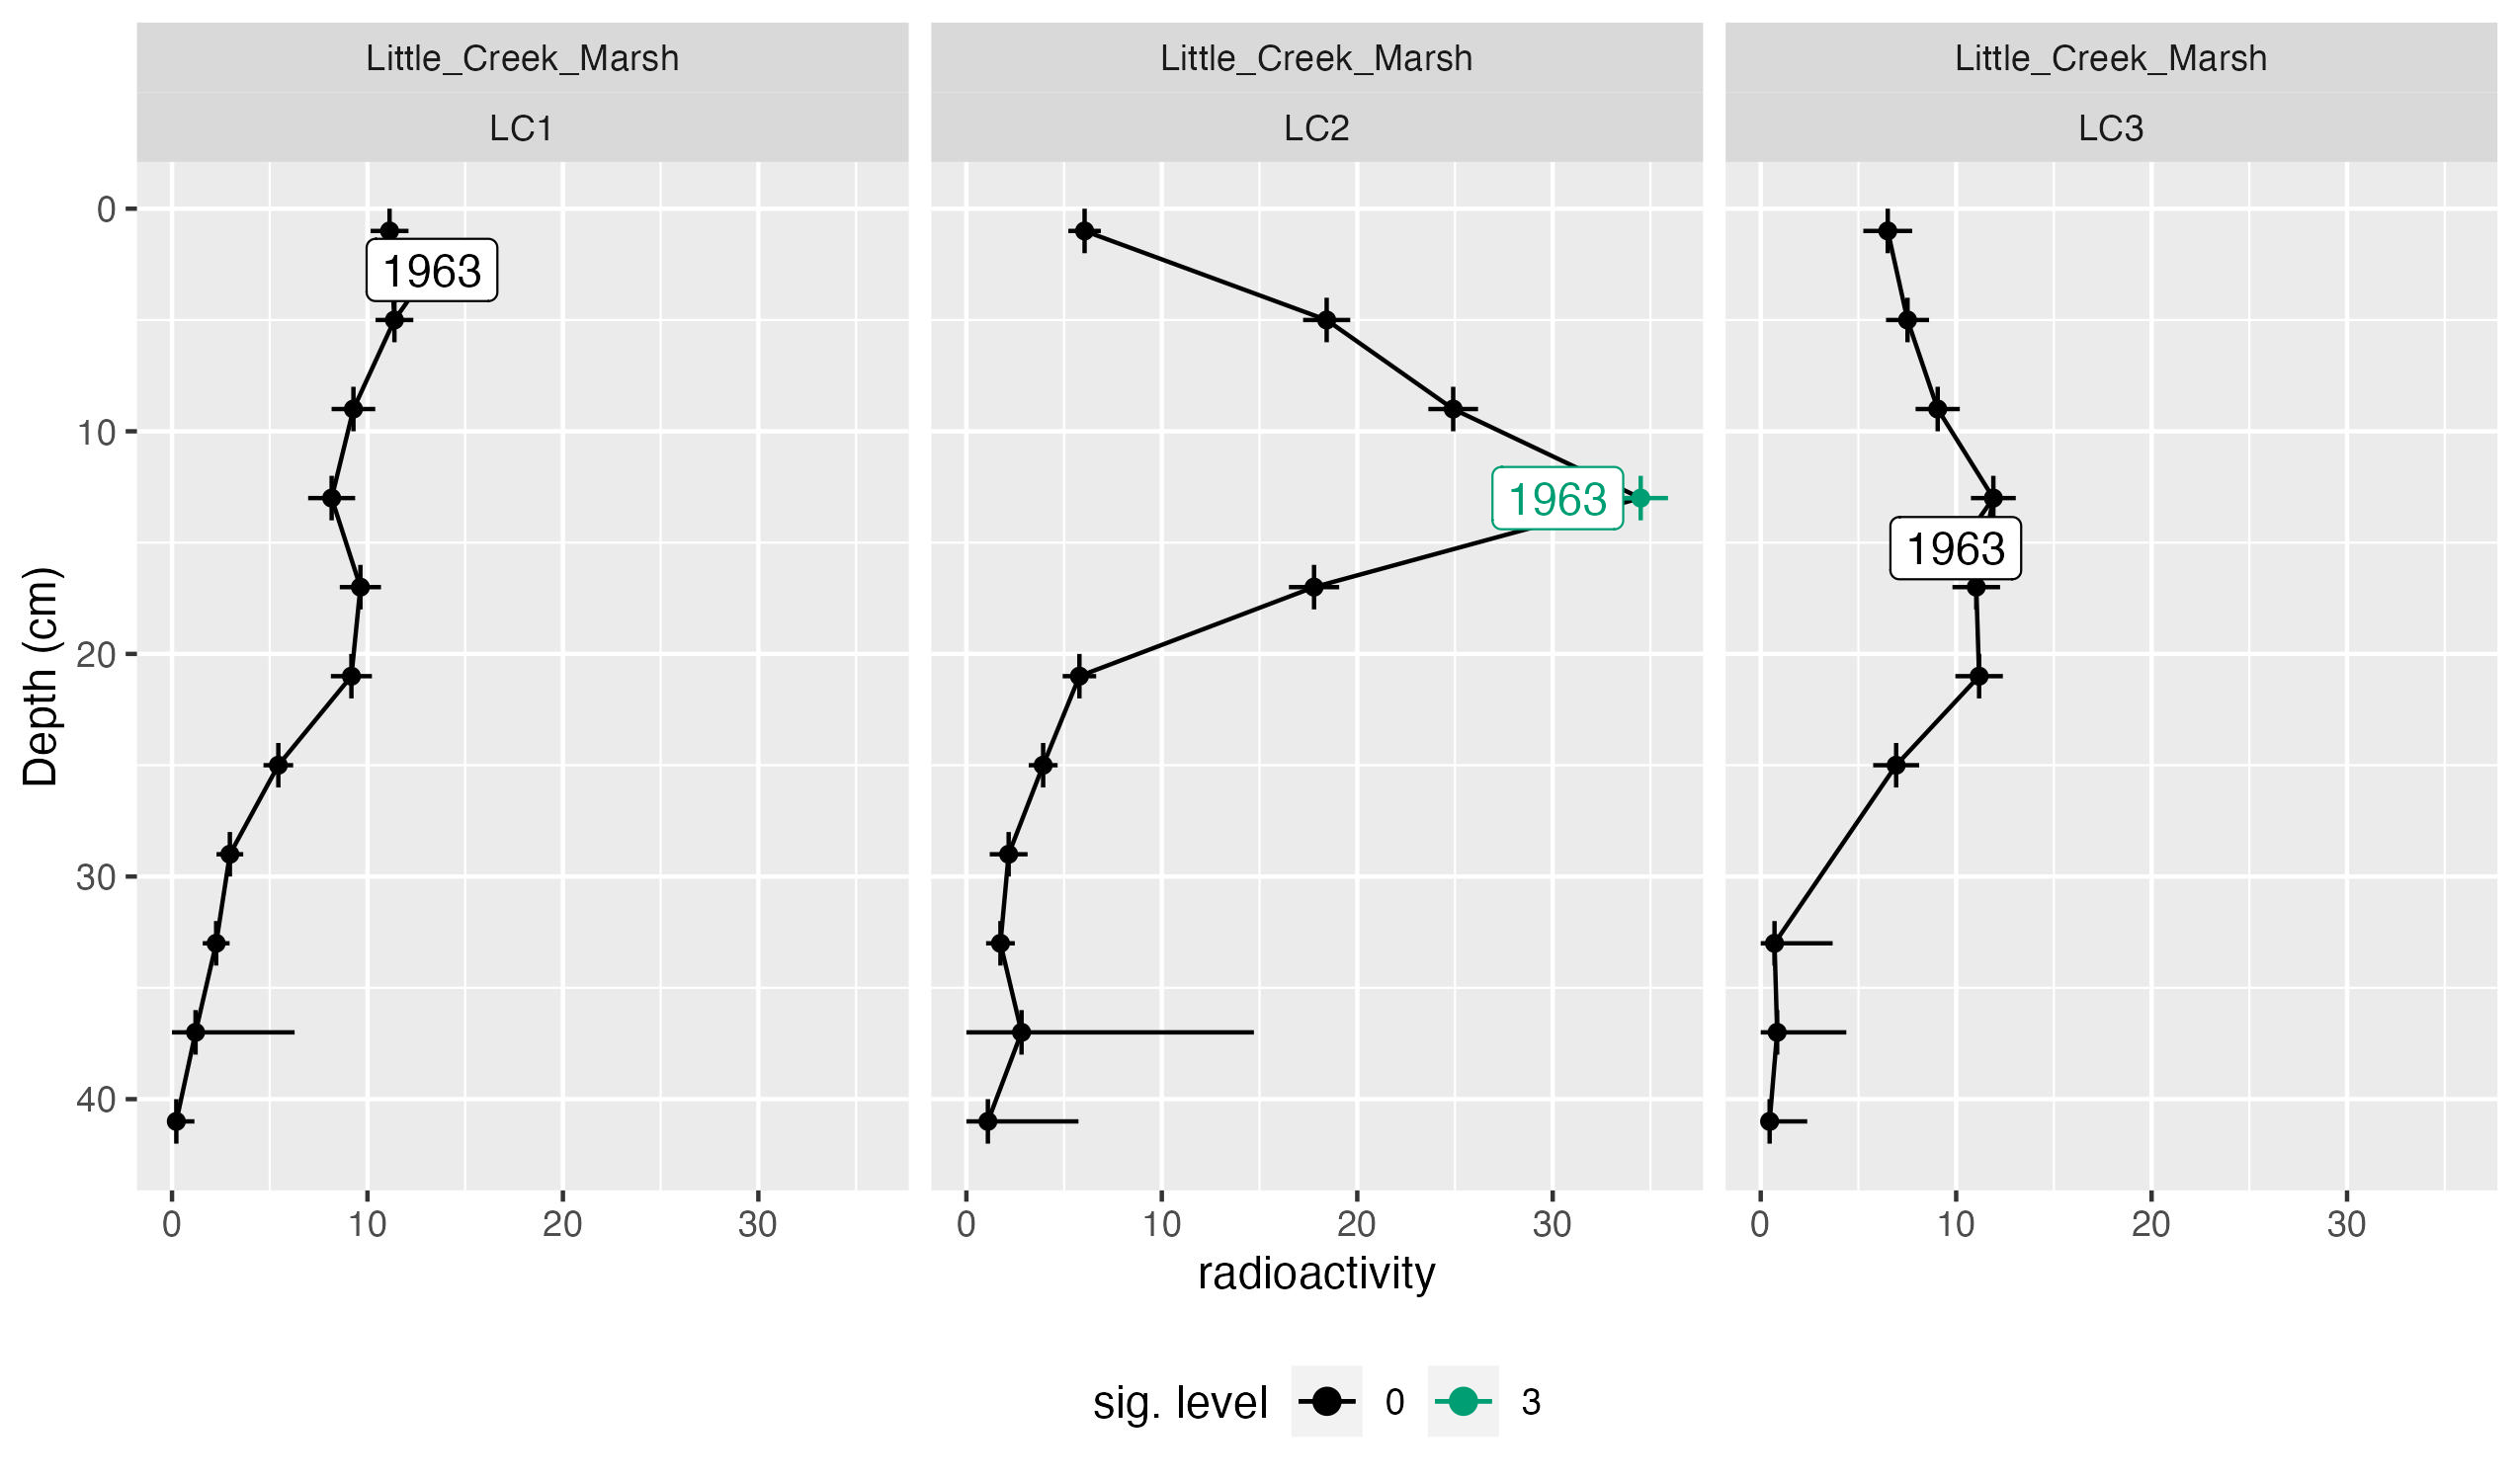 Little_Creek_Marsh Little_Creek_Marsh Little_Creek_Marsh
LC1 LC2 LC3
0
1963
10
1963
1963
Depth (cm)
20
30
40
0 10 20 30 0 10 20 30 0 10 20 30
radioactivity
sig. level 0 3